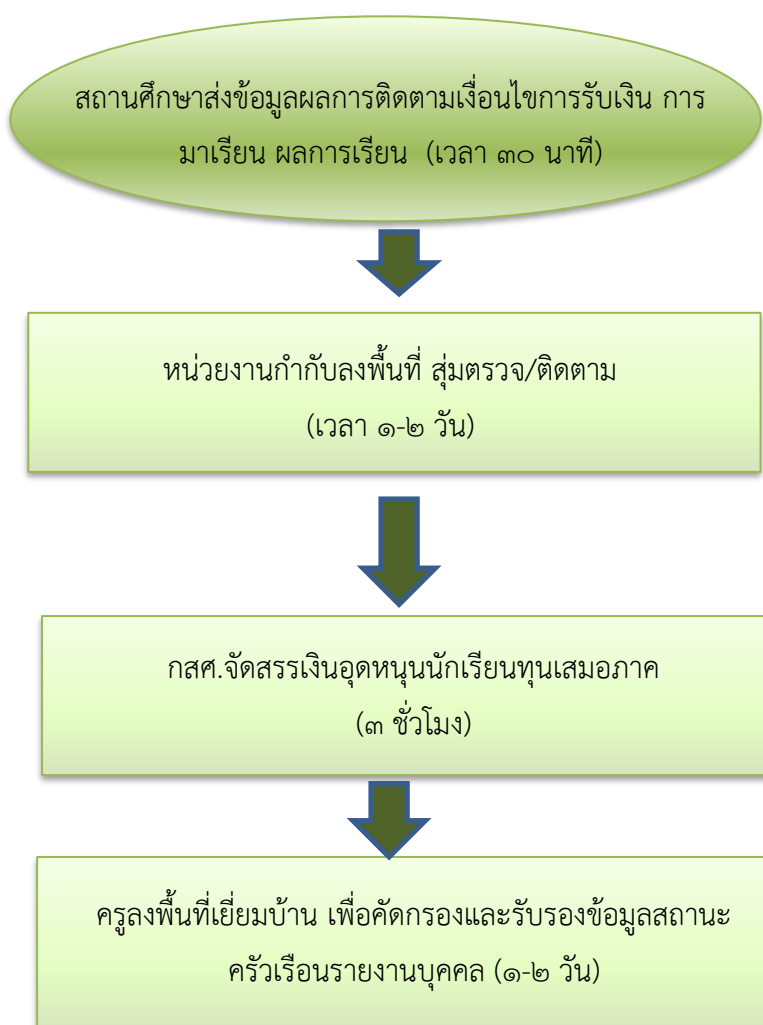 สถานศึกษาส่งข้อมูลผลการติดตามเงื่อนไขการรับเงิน การ
มาเรียน ผลการเรียน (เวลา ๓๐ นาที)
หน่วยงานกำกับลงพื้นที่ สุ่มตรวจ/ติดตาม
(เวลา ๑-๒ วัน)
กสศ.จัดสรรเงินอุดหนุนนักเรียนทุนเสมอภาค
(๓ ชั่วโมง)
ครูลงพื้นที่เยี่ยมบ้าน เพื่อคัดกรองและรับรองข้อมูลสถานะ
ครัวเรือนรายงานบุคคล (๑-๒ วัน)